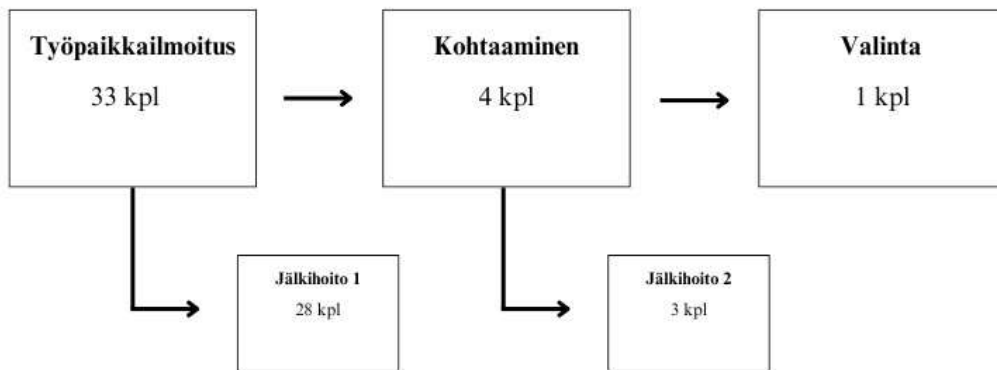 Työpaikkailmoitus
33 kpl
Kohtaaminen
4 kpl
Valinta
1 kpl
Jälkihoito 1
28 kpl
Jälkihoito 2
3 kpl